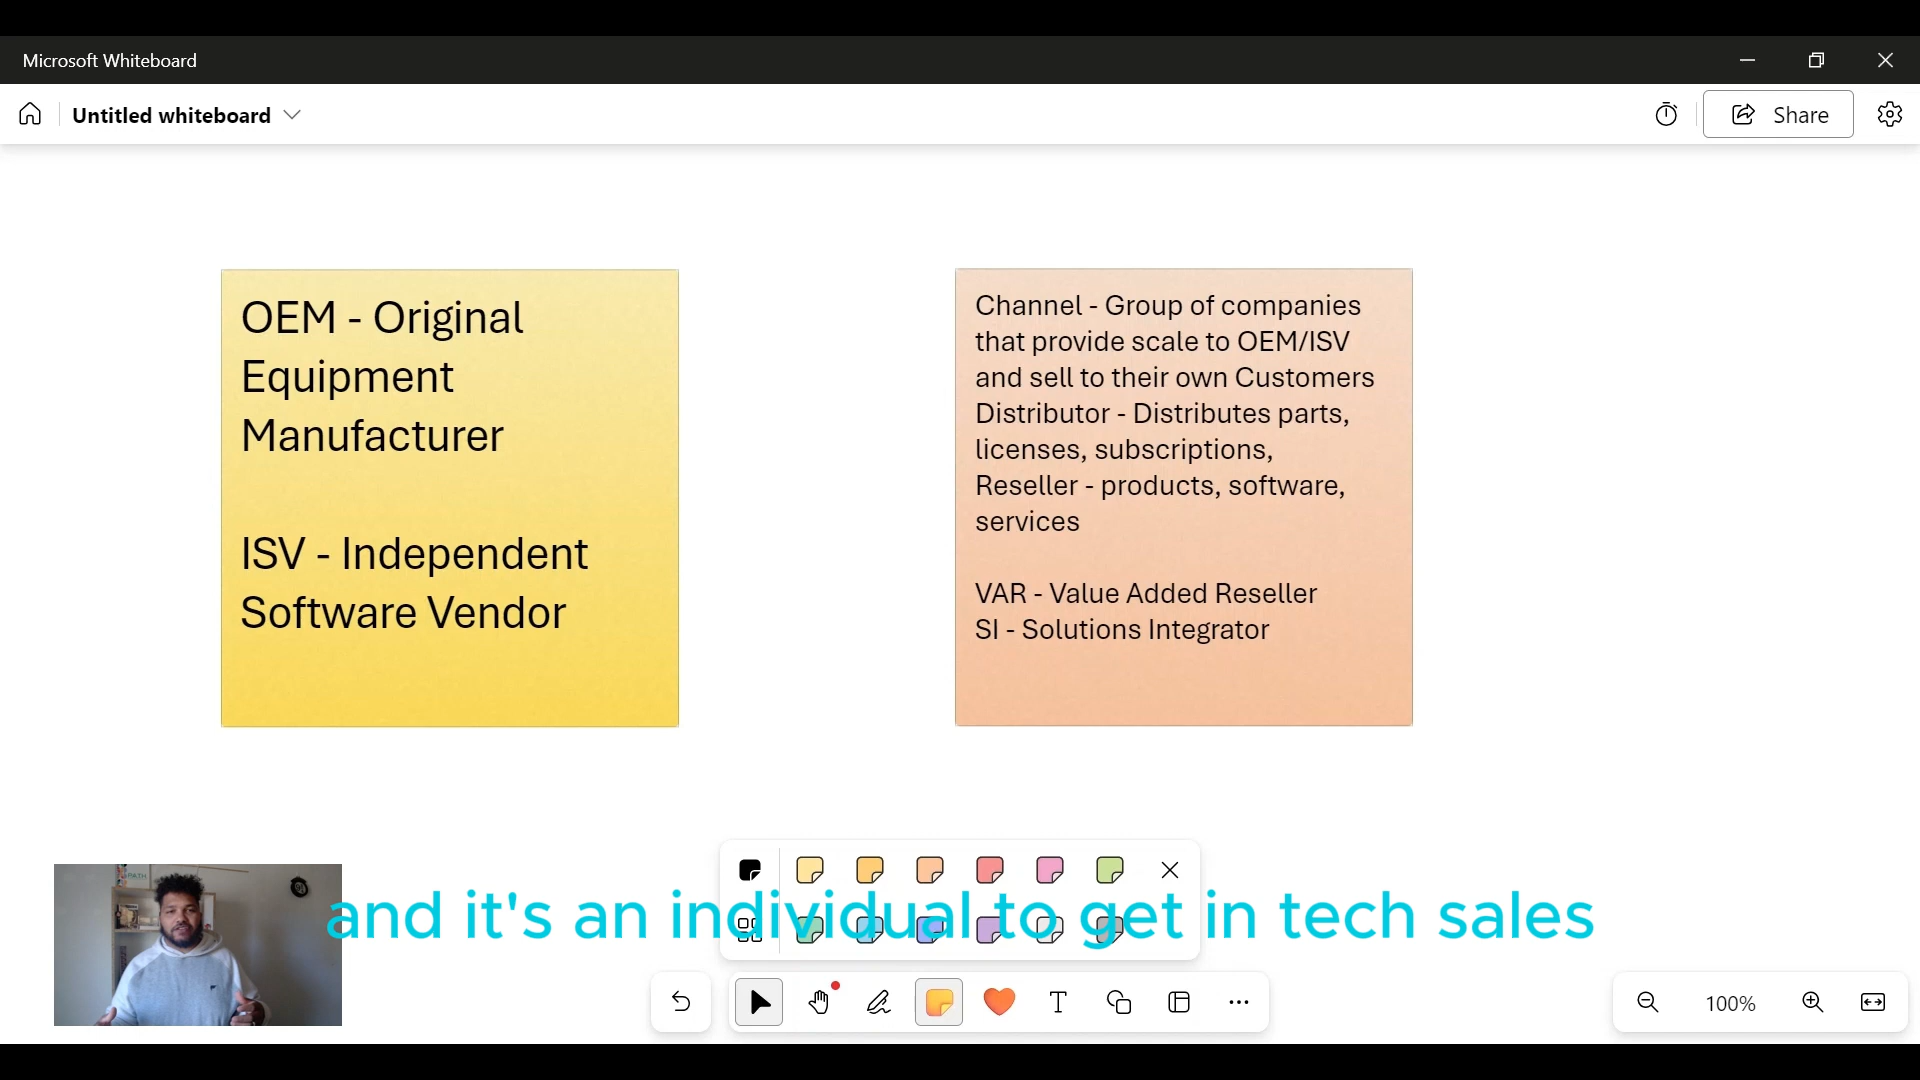 Microsoft Whiteboard
Untitled whiteboard
Share
OEM - Original
Equipment
Manufacturer
ISV - Independent
Software Vendor
Channel - Group of companies
that provide scale to OEM/ISV
and sell to their own Customers
Distributor - Distributes parts,
licenses, subscriptions,
Reseller - products, software,
services
VAR - Value Added Reseller
SI - Solutions Integrator
and it's an individual to get in tech sales
100%